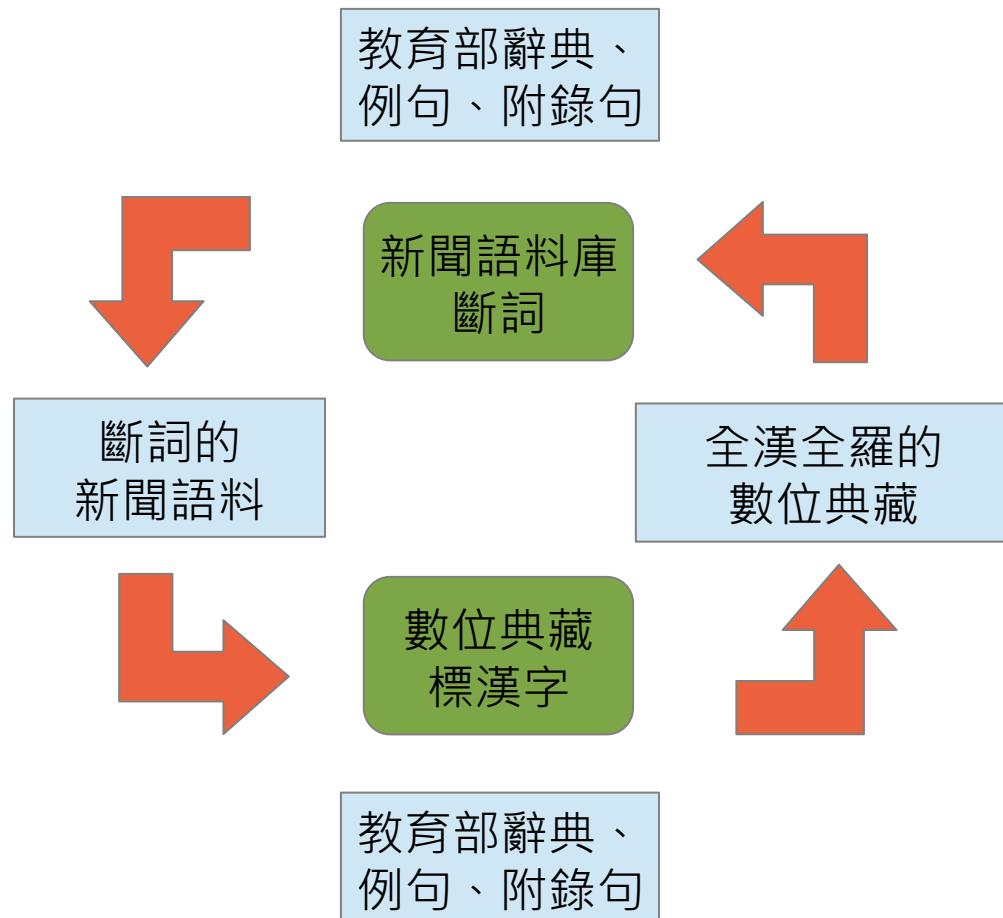 教育部辭典、
例句、附錄句
新聞語料庫
斷詞
斷詞的
新聞語料
全漢全羅的
數位典藏
數位典藏
標漢字
教育部辭典、
例句、附錄句